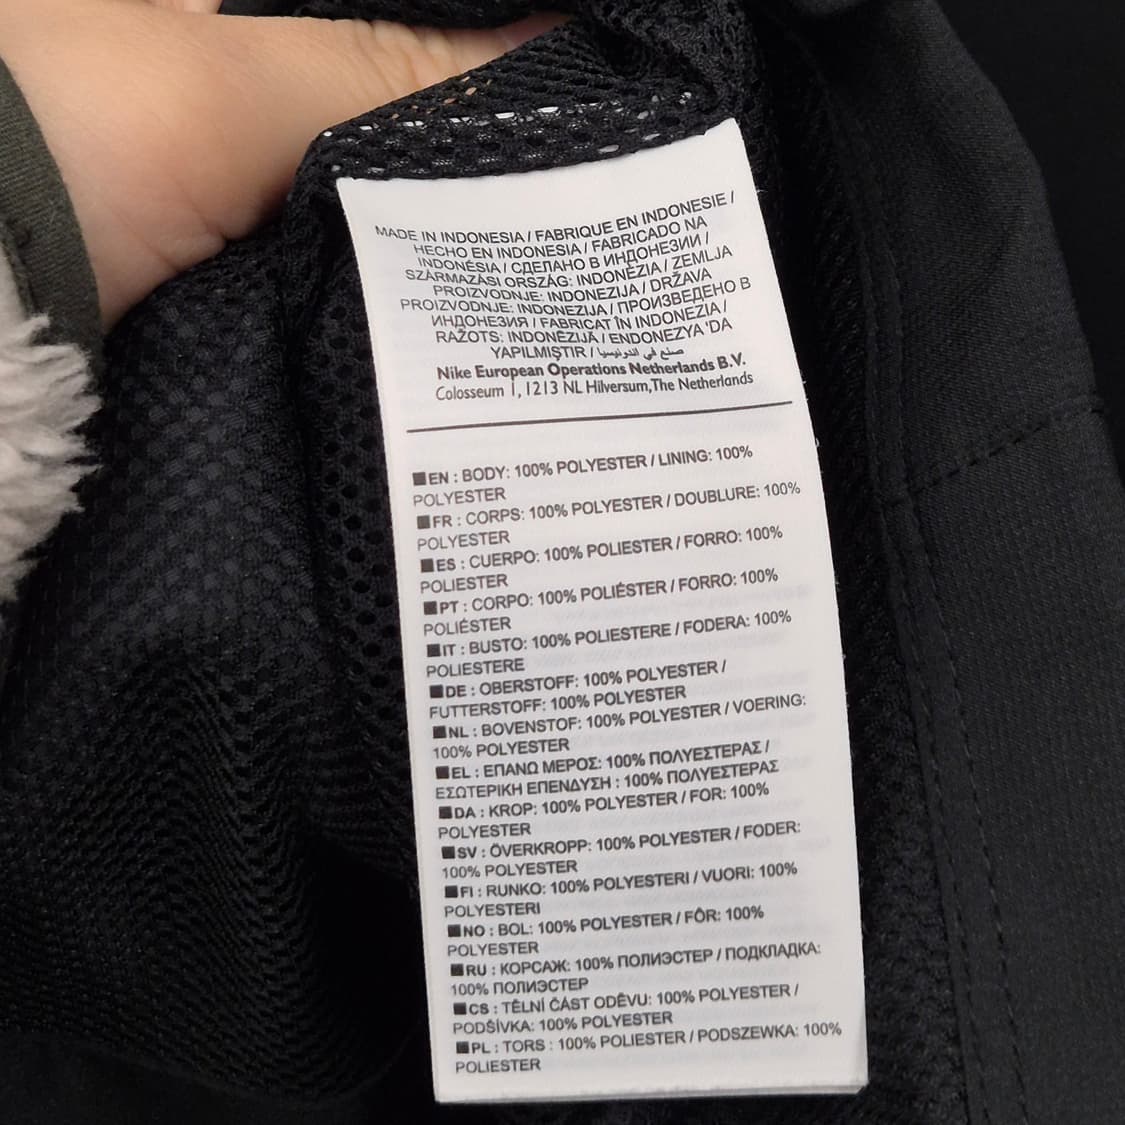 MADE IN INDONESIA / FABRIQUE EN INDONESIE /
HECHO EN INDONESIA / FABRICADO NA
INDONÉSIA / СДЕЛАНО В ИНДОНЕЗИИ /
SZÁRMAZÁSI ORSZÁG: INDONÉZIA / ZEMLJA
PROIZVODNJE: INDONEZIJA / DRŽAVA
PROIZVODNJE: INDONEZIJA / ПРОИЗВЕДЕНО В
ИНДОНЕЗИЯ / FABRICAT ÎN INDONEZIA /
RAŽOTS: INDONĒZIJĀ / ENDONEZYA 'DA
YAPILMIŞTIR / صنع في اندونيسيا
Nike European Operations Netherlands B.V.
Colosseum 1, 1213 NL Hilversum, The Netherlands
■EN : BODY: 100% POLYESTER / LINING: 100%
POLYESTER
■FR : CORPS: 100% POLYESTER / DOUBLURE: 100%
POLYESTER
■ES : CUERPO: 100% POLIESTER / FORRO: 100%
POLIESTER
■PT : CORPO: 100% POLIÉSTER / FORRO: 100%
POLIÉSTER
■IT : BUSTO: 100% POLIESTERE / FODERA: 100%
POLIESTERE
■DE : OBERSTOFF: 100% POLYESTER /
FUTTERSTOFF: 100% POLYESTER
■NL : BOVENSTOF: 100% POLYESTER / VOERING:
100% POLYESTER
■EL : ΕΠΑΝΩ ΜΕΡΟΣ: 100% ΠΟΛΥΕΣΤΕΡΑΣ /
ΕΣΩΤΕΡΙΚΗ ΕΠΕΝΔΥΣΗ : 100% ΠΟΛΥΕΣΤΕΡΑΣ
■DA : KROP: 100% POLYESTER / FOR: 100%
POLYESTER
■SV : ÖVERKROPP: 100% POLYESTER / FODER:
100% POLYESTER
■FI : RUNKO: 100% POLYESTERI / VUORI: 100%
POLYESTERI
■NO : BOL: 100% POLYESTER / FÔR: 100%
POLYESTER
■RU : КОРСАЖ: 100% ПОЛИЭСТЕР / ПОДКЛАДКА:
100% ПОЛИЭСТЕР
■CS : TĚLNÍ ČÁST ODĚVU: 100% POLYESTER /
PODŠÍVKA: 100% POLYESTER
■PL : TORS : 100% POLIESTER / PODSZEWKA: 100%
POLIESTER